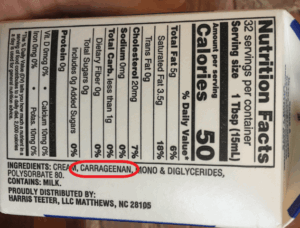 Nutrition Facts
32 servings per container
Serving size 1 Tbsp (15mL)
Amount per serving
Calories 50
% Daily Value*
Total Fat 5g 6%
Saturated Fat 3.5g 18%
Trans Fat 0g
Cholesterol 20mg 7%
Sodium 0mg 0%
Total Carb. less than 1g 0%
Dietary Fiber 0g 0%
Total Sugars 0g
Includes 0g Added Sugars 0%
Protein 0g
Vit. D 0mcg 0% • Calcium 10mg 0%
Iron 0mg 0% • Potas. 10mg 0%
INGREDIENTS: CREAM, CARRAGEENAN, MONO & DIGLYCERIDES,
POLYSORBATE 80.
CONTAINS: MILK.
PROUDLY DISTRIBUTED BY:
HARRIS TEETER, LLC MATTHEWS, NC 28105